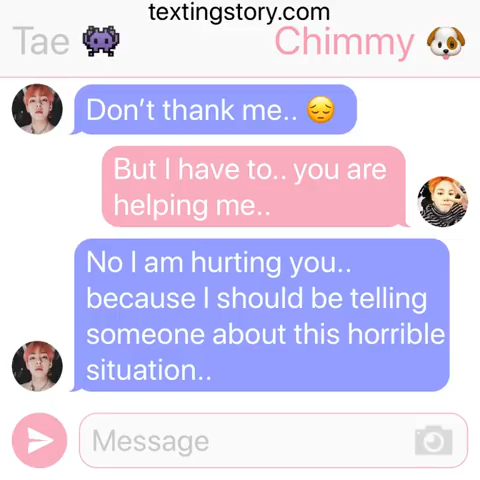 textingstory.com
Tae 👾 Chimmy 🐶
Don’t thank me.. 😔
But I have to.. you are
helping me..
No I am hurting you..
because I should be telling
someone about this horrible
situation..
Message